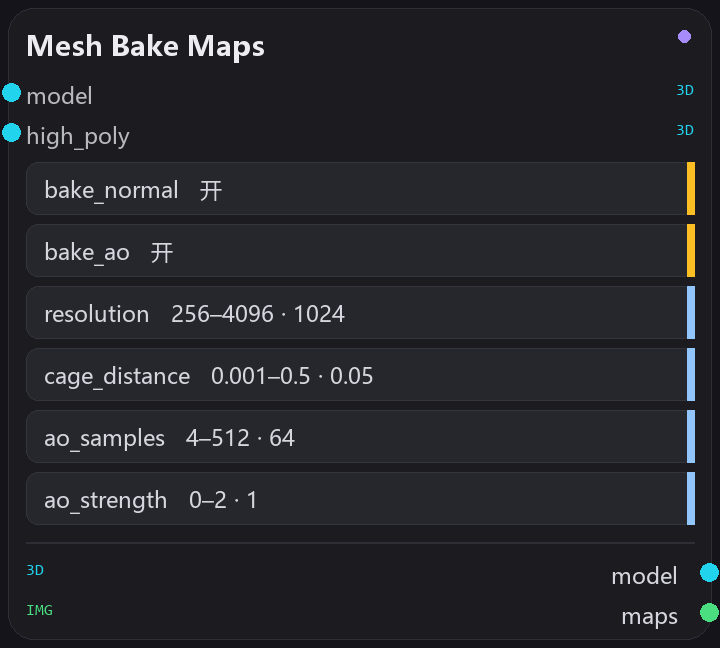 Mesh Bake Maps
model 3D
high_poly 3D
bake_normal 开
bake_ao 开
resolution 256–4096 · 1024
cage_distance 0.001–0.5 · 0.05
ao_samples 4–512 · 64
ao_strength 0–2 · 1
3D model
IMG maps